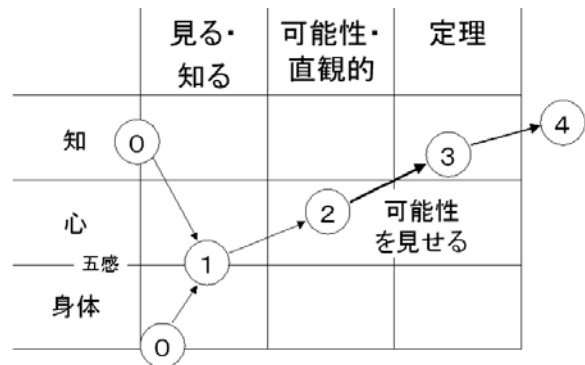 見る・
知る
可能性・
直観的
定理
知
0
4
3
心
2
可能性
を見せる
五感
1
身体
0